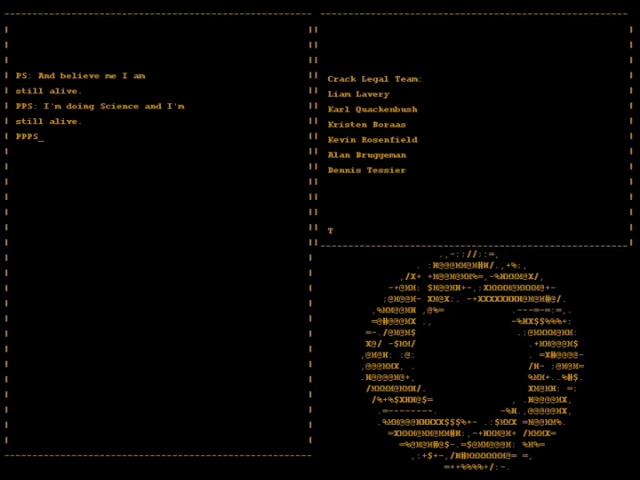 PS: And believe me I am
still alive.
PPS: I'm doing Science and I'm
still alive.
PPPS_
Crack Legal Team:
Liam Lavery
Karl Quackenbush
Kristen Boraas
Kevin Rosenfield
Alan Bruggeman
Dennis Tessier
T